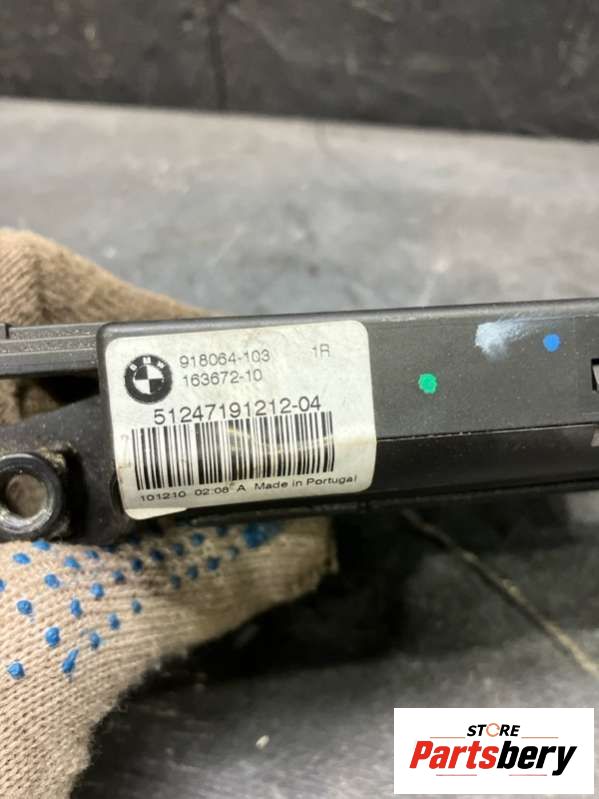 BMW
918064-103 1R
163672-10
51247191212-04
101210 02:08 A Made in Portugal
STORE
Partsbery